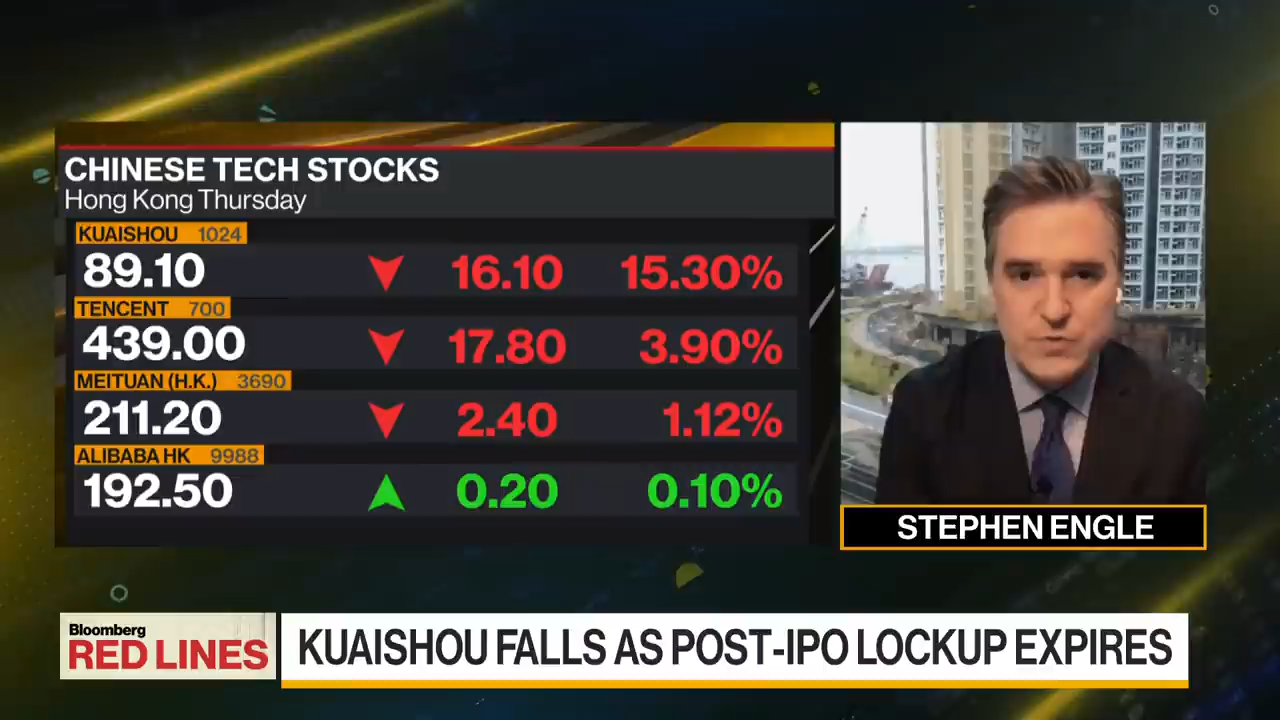 CHINESE TECH STOCKS
Hong Kong Thursday
KUAISHOU 1024
89.10 16.10 15.30%
TENCENT 700
439.00 17.80 3.90%
MEITUAN (H.K.) 3690
211.20 2.40 1.12%
ALIBABA HK 9988
192.50 0.20 0.10%
STEPHEN ENGLE
Bloomberg
RED LINES
KUAISHOU FALLS AS POST-IPO LOCKUP EXPIRES